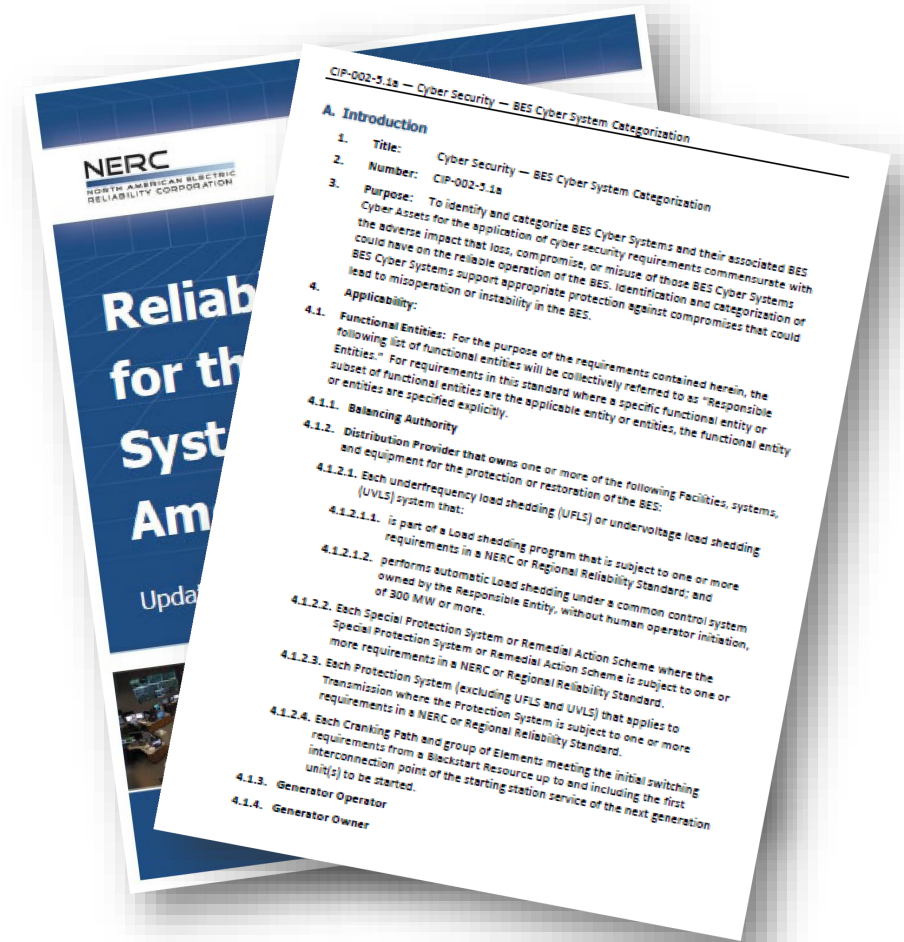 NERC
NORTH AMERICAN ELECTRIC
RELIABILITY CORPORATION
for th
CIP-002-5.1a — Cyber Security — BES Cyber System Categorization
A. Introduction
1. Title: Cyber Security — BES Cyber System Categorization
2. Number: CIP-002-5.1a
3. Purpose: To identify and categorize BES Cyber Systems and their associated BES
Cyber Assets for the application of cyber security requirements commensurate with
the adverse impact that loss, compromise, or misuse of those BES Cyber Systems
could have on the reliable operation of the BES. Identification and categorization of
BES Cyber Systems support appropriate protection against compromises that could
lead to misoperation or instability in the BES.
4. Applicability:
4.1. Functional Entities: For the purpose of the requirements contained herein, the
following list of functional entities will be collectively referred to as "Responsible
Entities." For requirements in this standard where a specific functional entity or
subset of functional entities are the applicable entity or entities, the functional entity
or entities are specified explicitly.
4.1.1. Balancing Authority
4.1.2. Distribution Provider that owns one or more of the following Facilities, systems,
and equipment for the protection or restoration of the BES:
4.1.2.1. Each underfrequency load shedding (UFLS) or undervoltage load shedding
(UVLS) system that:
4.1.2.1.1. is part of a Load shedding program that is subject to one or more
requirements in a NERC or Regional Reliability Standard; and
4.1.2.1.2. performs automatic Load shedding under a common control system
owned by the Responsible Entity, without human operator initiation,
of 300 MW or more.
4.1.2.2. Each Special Protection System or Remedial Action Scheme where the
Special Protection System or Remedial Action Scheme is subject to one or
more requirements in a NERC or Regional Reliability Standard.
4.1.2.3. Each Protection System (excluding UFLS and UVLS) that applies to
Transmission where the Protection System is subject to one or more
requirements in a NERC or Regional Reliability Standard.
4.1.2.4. Each Cranking Path and group of Elements meeting the initial switching
requirements from a Blackstart Resource up to and including the first
interconnection point of the starting station service of the next generation
unit(s) to be started.
4.1.3. Generator Operator
4.1.4. Generator Owner